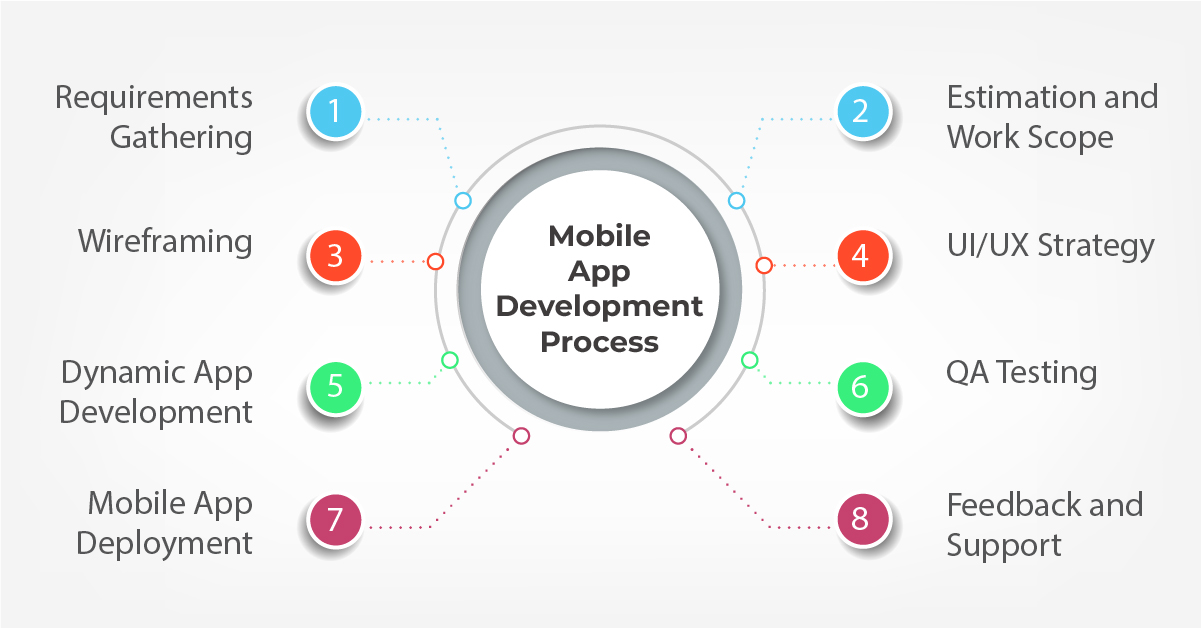 Requirements
Gathering
1
2
Estimation and
Work Scope
Wireframing
3
4
UI/UX Strategy
Mobile
App
Development
Process
Dynamic App
Development
5
6
QA Testing
Mobile App
Deployment
7
8
Feedback and
Support